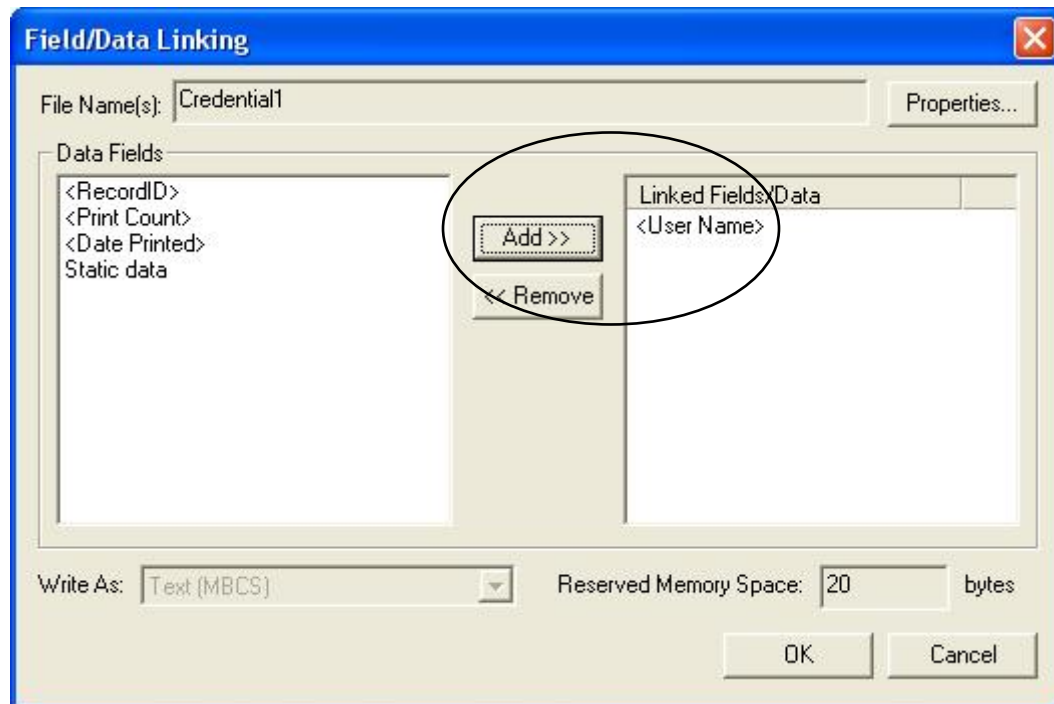 Field/Data Linking
File Name(s): Credential1 Properties...
Data Fields
<RecordID>
<Print Count>
<Date Printed>
Static data
Add >>
<< Remove
Linked Fields/Data
<User Name>
Write As: Text (MBCS) Reserved Memory Space: 20 bytes
OK Cancel